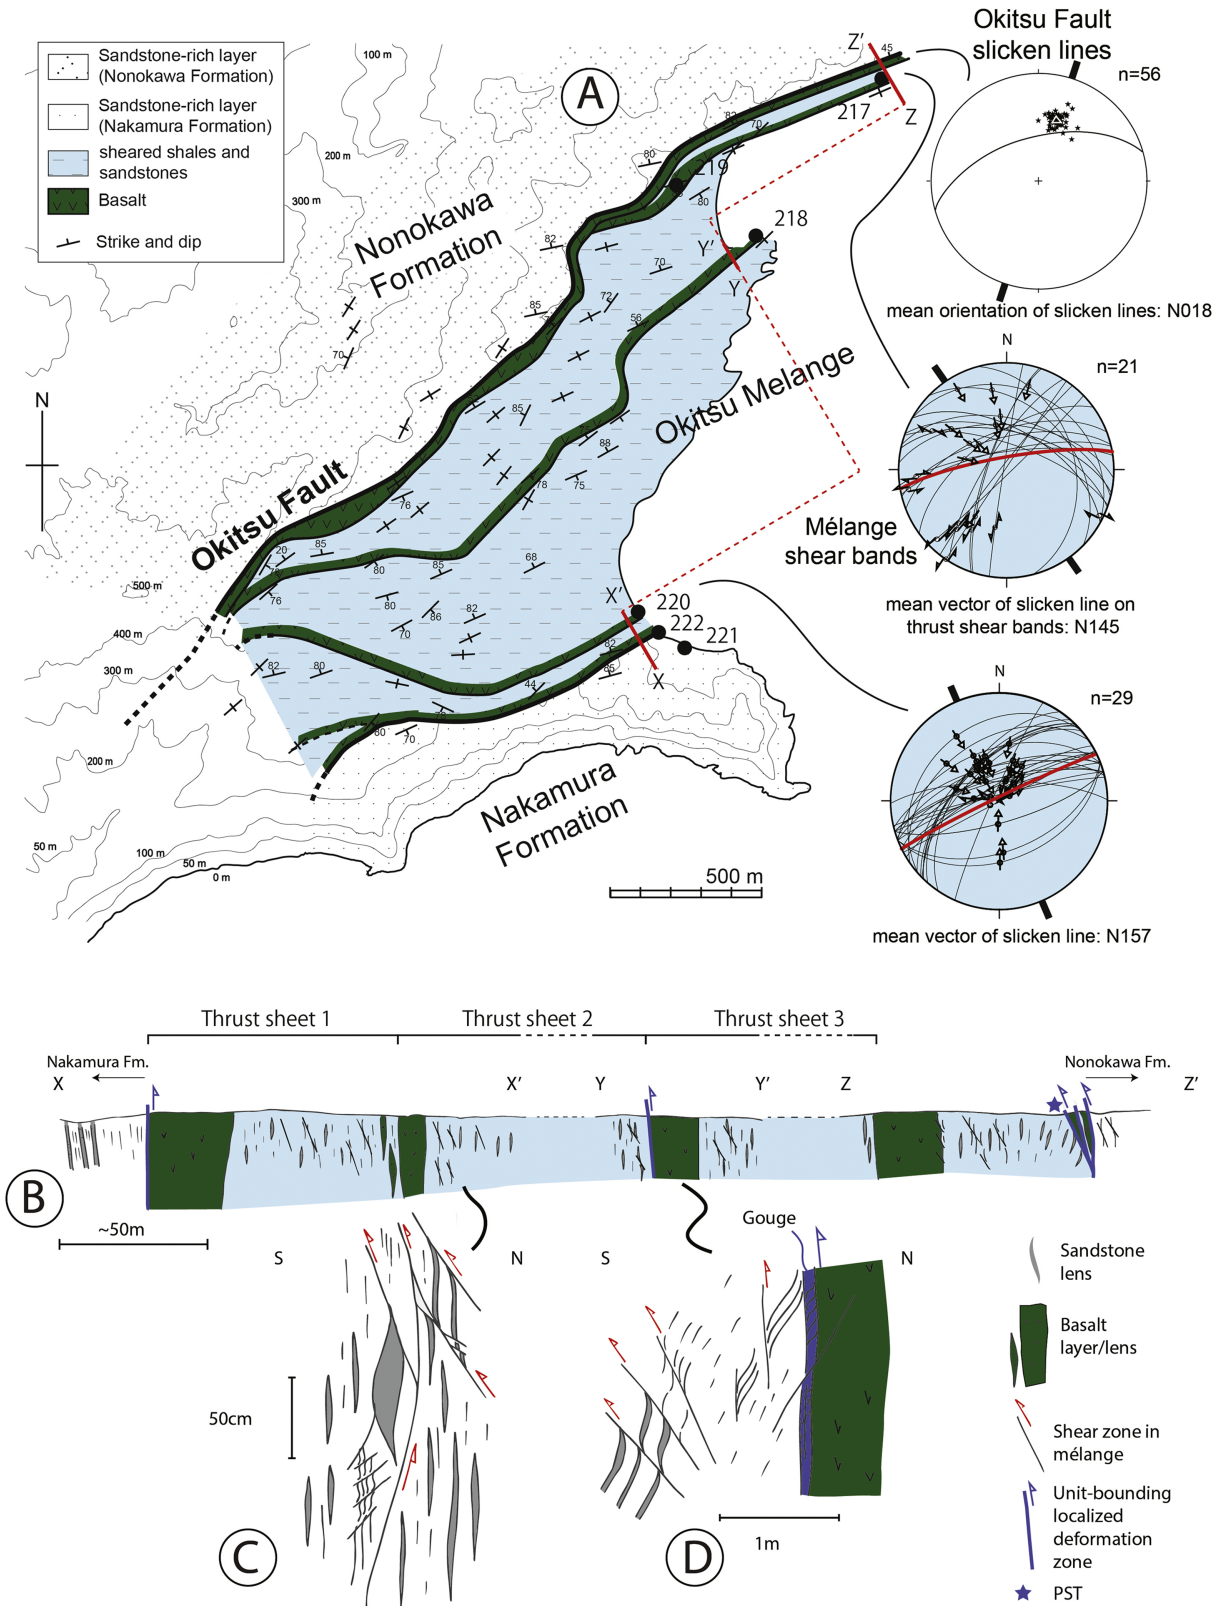 Okitsu Fault
slicken lines
n=56
mean orientation of slicken lines: N018
Sandstone-rich layer
(Nonokawa Formation)
Sandstone-rich layer
(Nakamura Formation)
sheared shales and
sandstones
Basalt
Strike and dip
A
100 m
200 m
300 m
Z'
45
217
Z
82
70
80
219
80
218
Y'
Y
Nonokawa
Formation
82
70
85
72
56
70
85
88
75
78
76
Okitsu Melange
Okitsu Fault
N
20
85
80
85
68
76
80
86
82
70
82
80
44
78
80
70
500 m
400 m
300 m
200 m
50 m
100 m
50 m
0 m
X'
220
222
221
82
85
X
Nakamura
Formation
500 m
N
n=21
Mélange
shear bands
mean vector of slicken line on
thrust shear bands: N145
N
n=29
mean vector of slicken line: N157
Thrust sheet 1
Thrust sheet 2
Thrust sheet 3
Nakamura Fm.
Nonokawa Fm.
X
X'
Y
Y'
Z
Z'
B
~50m
S
N
50cm
C
S
Gouge
N
1m
D
Sandstone
lens
Basalt
layer/lens
Shear zone in
mélange
Unit-bounding
localized
deformation
zone
PST